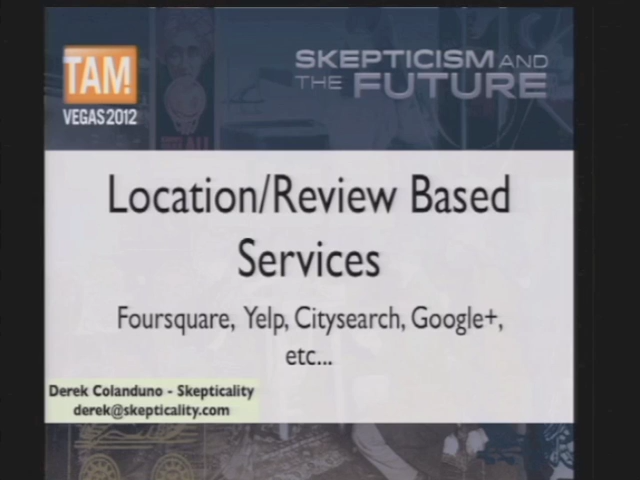 TAM!
VEGAS 2012
SKEPTICISM AND
THE FUTURE
Location/Review Based
Services
Foursquare, Yelp, Citysearch, Google+,
etc...
Derek Colanduno - Skepticality
derek@skepticality.com